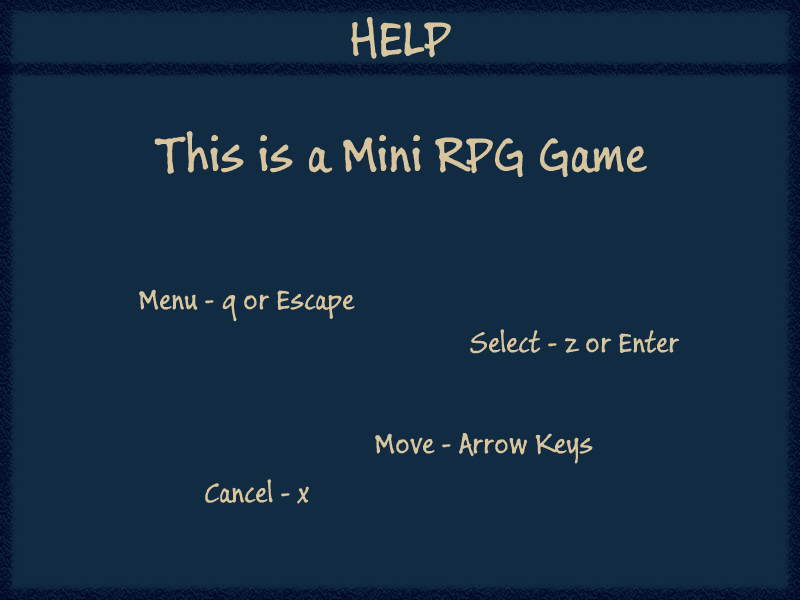 HELP
This is a Mini RPG Game
Menu - q or Escape
Select - z or Enter
Move - Arrow Keys
Cancel - x